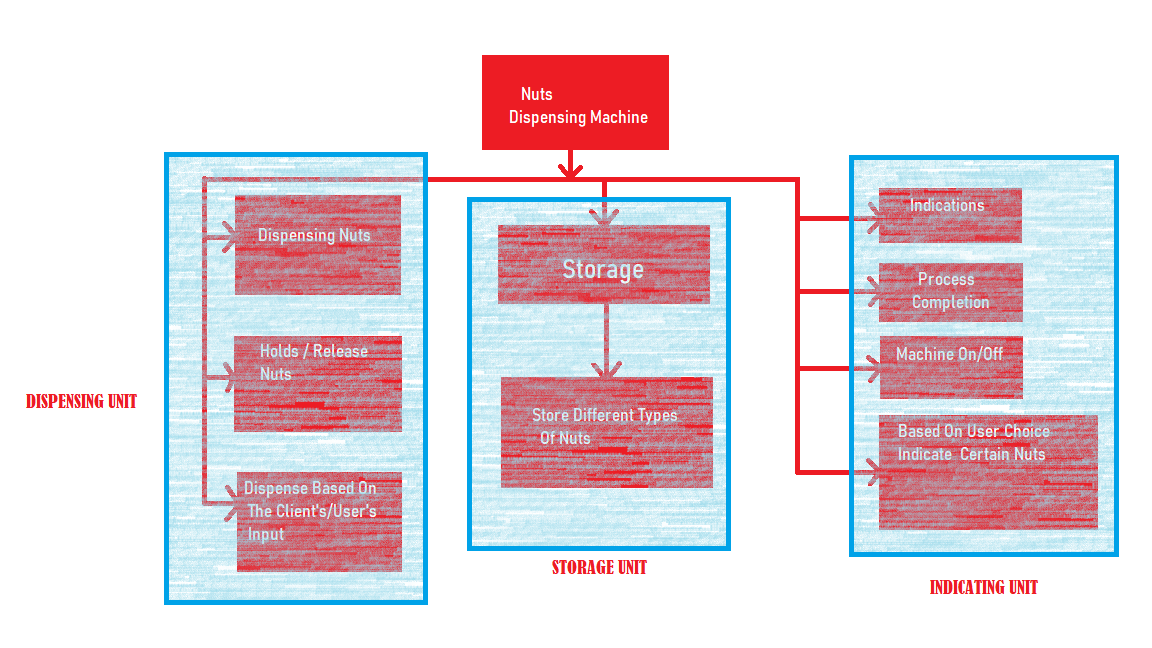 Nuts
Dispensing Machine
Dispensing Nuts
Holds / Release
Nuts
Dispense Based On
The Client's/User's
Input
DISPENSING UNIT
Storage
Store Different Types
Of Nuts
STORAGE UNIT
Indications
Process
Completion
Machine On/Off
Based On User Choice
Indicate Certain Nuts
INDICATING UNIT